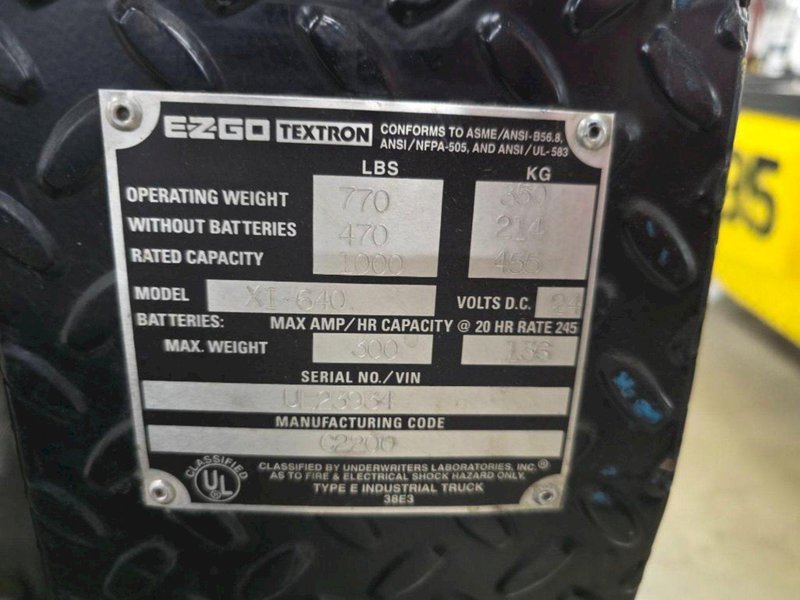 E-Z-GO TEXTRON CONFORMS TO ASME/ANSI-B56.8,
ANSI/NFPA-505, AND ANSI/UL-583
LBS KG
OPERATING WEIGHT 770 350
WITHOUT BATTERIES 470 214
RATED CAPACITY 1000 455
MODEL XI-640 VOLTS D.C. 24
BATTERIES: MAX AMP/HR CAPACITY @ 20 HR RATE 245
MAX. WEIGHT 300 136
SERIAL NO./VIN
UL23934
MANUFACTURING CODE
C2200
CLASSIFIED
UL
CLASSIFIED BY UNDERWRITERS LABORATORIES, INC.®
AS TO FIRE & ELECTRICAL SHOCK HAZARD ONLY.
TYPE E INDUSTRIAL TRUCK
38E3